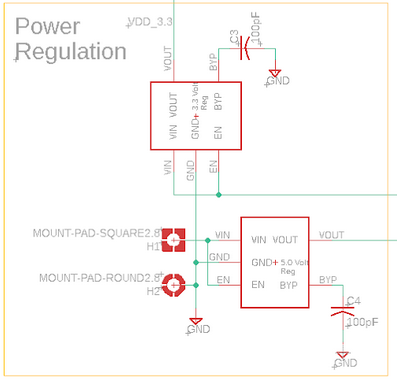 Power
Regulation
VDD_3.3
VOUT
BYP
C3
100pF
GND
VIN VOUT
GND
3.3 Volt
Reg
EN BYP
VIN
GND
EN
MOUNT-PAD-SQUARE2.8
H1
MOUNT-PAD-ROUND2.8
H2
VIN
GND
EN
VIN VOUT
GND
5.0 Volt
Reg
EN BYP
VOUT
BYP
C4
100pF
GND
GND